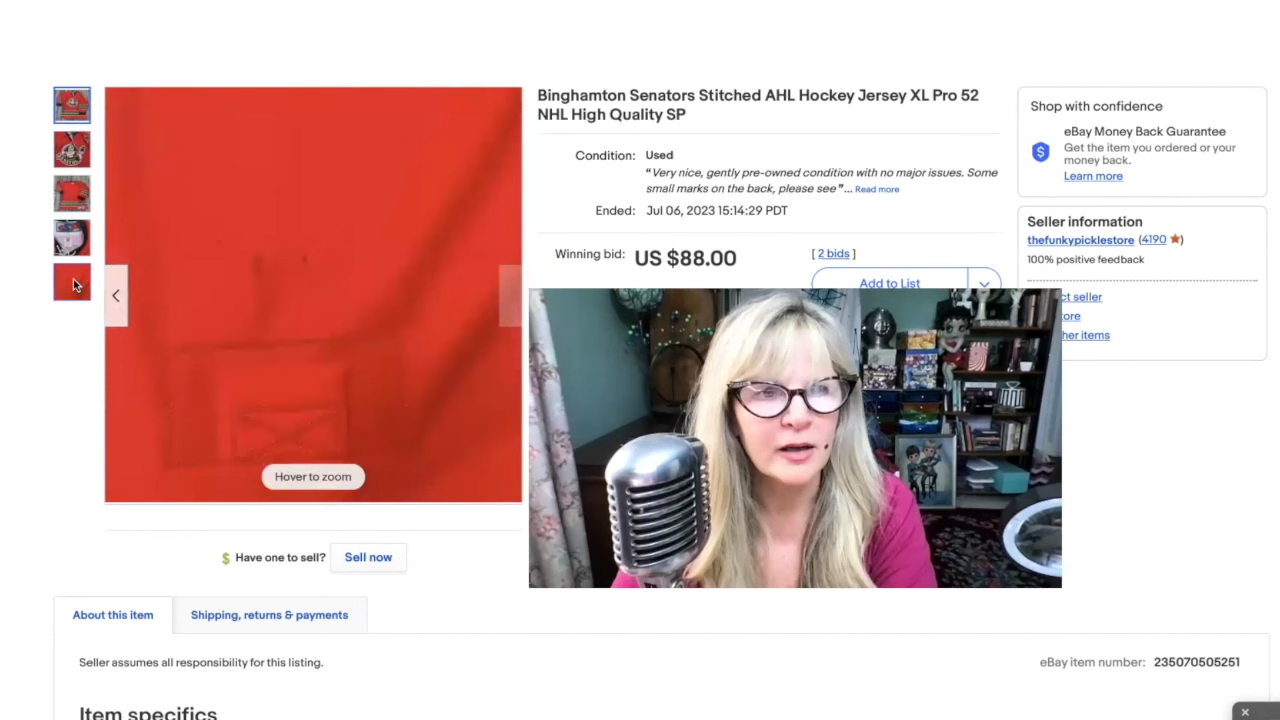 Binghamton Senators Stitched AHL Hockey Jersey XL Pro 52
NHL High Quality SP
Condition: Used
"Very nice, gently pre-owned condition with no major issues. Some
small marks on the back, please see"... Read more
Ended: Jul 06, 2023 15:14:29 PDT
Winning bid: US $88.00 [ 2 bids ]
Add to List
Shop with confidence
eBay Money Back Guarantee
Get the item you ordered or your
money back.
Learn more
Seller information
thefunkypicklestore (4190 ★)
100% positive feedback
ct seller
ore
her items
Hover to zoom
Have one to sell? Sell now
About this item
Shipping, returns & payments
Seller assumes all responsibility for this listing.
eBay item number: 235070505251
Item specifics